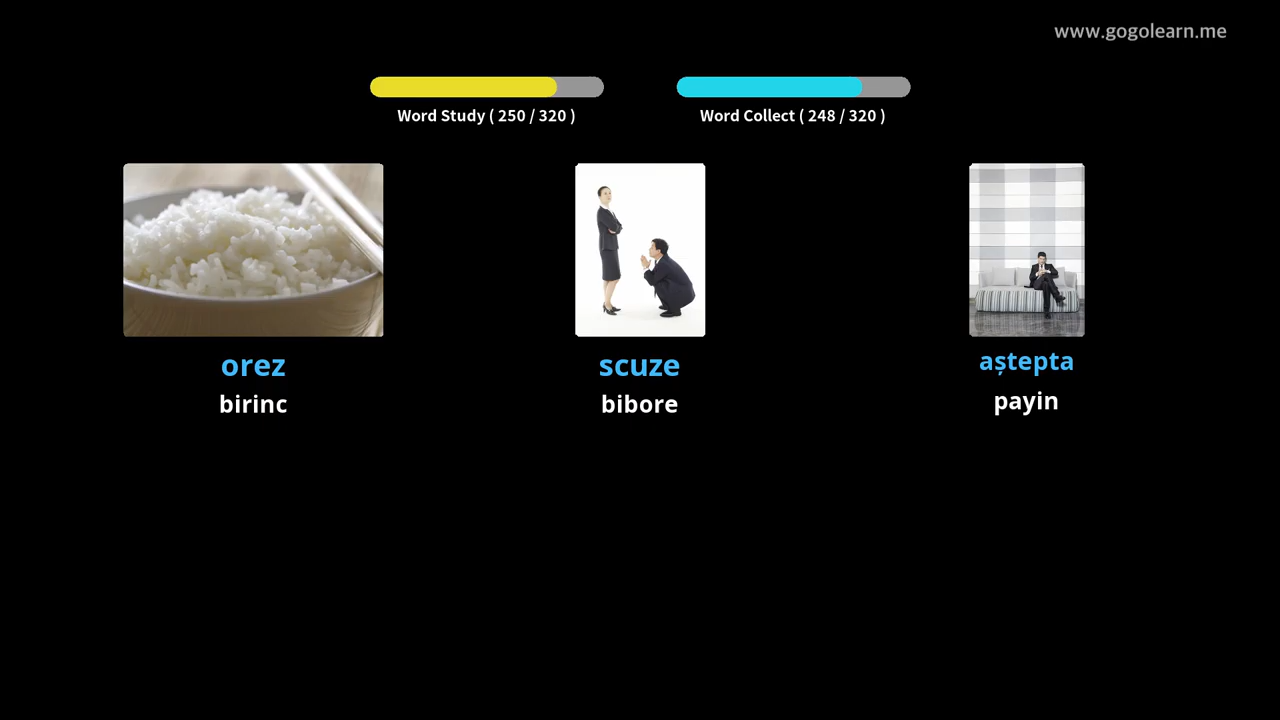 www.gogolearn.me
Word Study ( 250 / 320 )
Word Collect ( 248 / 320 )
orez
scuze
aștepta
birinc
bibore
payin